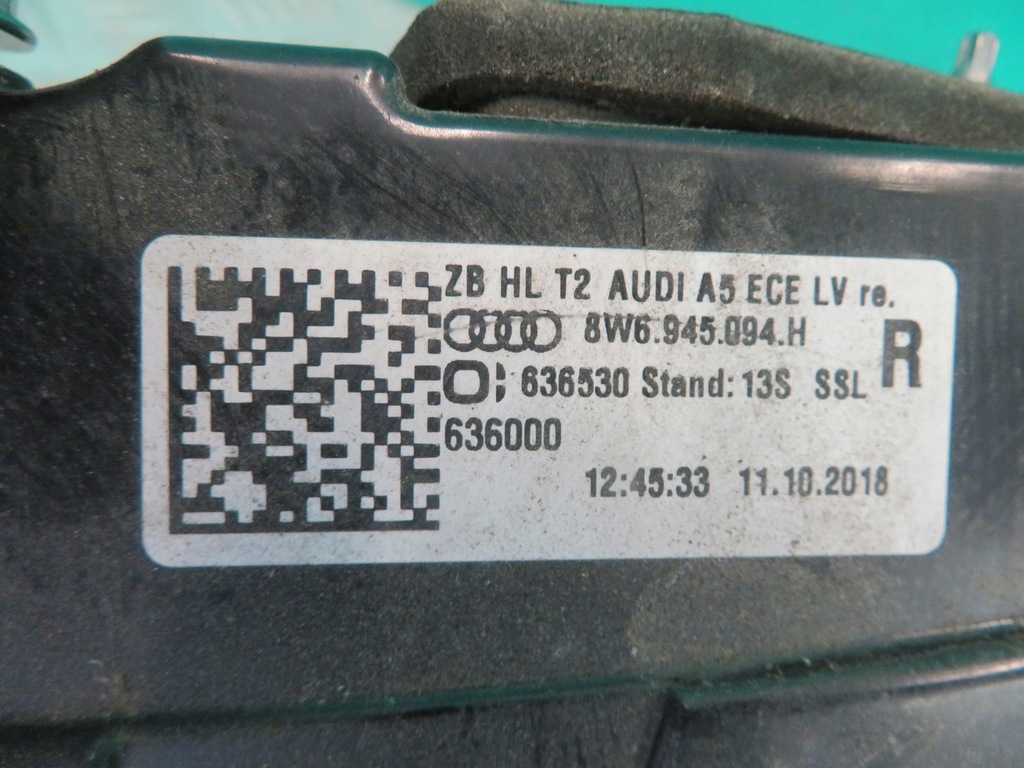 ZB HL T2 AUDI A5 ECE LV re.
8W6.945.094.H
R
636530 Stand: 13S SSL
636000
12:45:33 11.10.2018